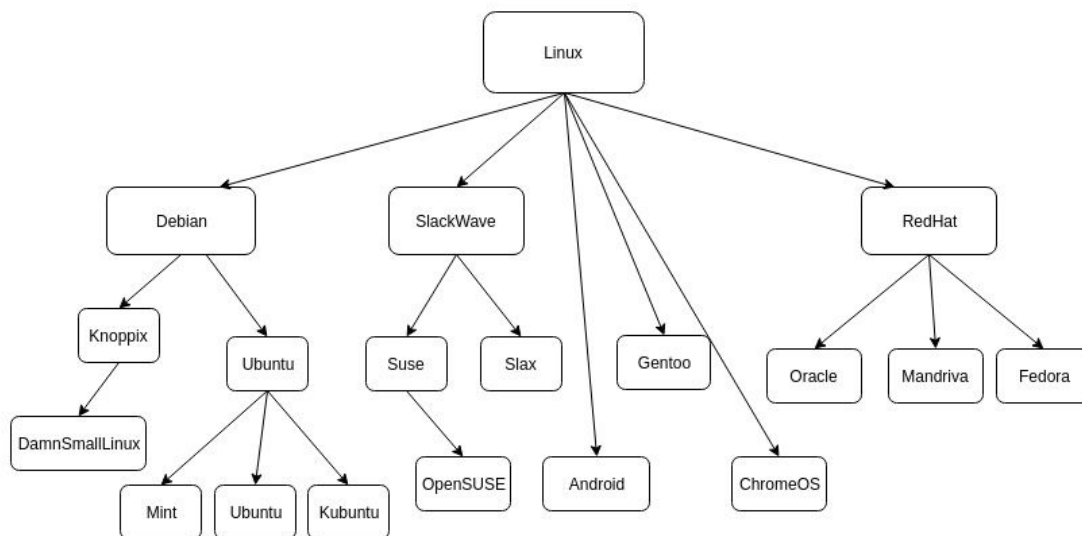 Linux
Debian
SlackWave
RedHat
Knoppix
Ubuntu
Suse
Slax
Gentoo
Oracle
Mandriva
Fedora
DamnSmallLinux
OpenSUSE
Android
ChromeOS
Mint
Ubuntu
Kubuntu